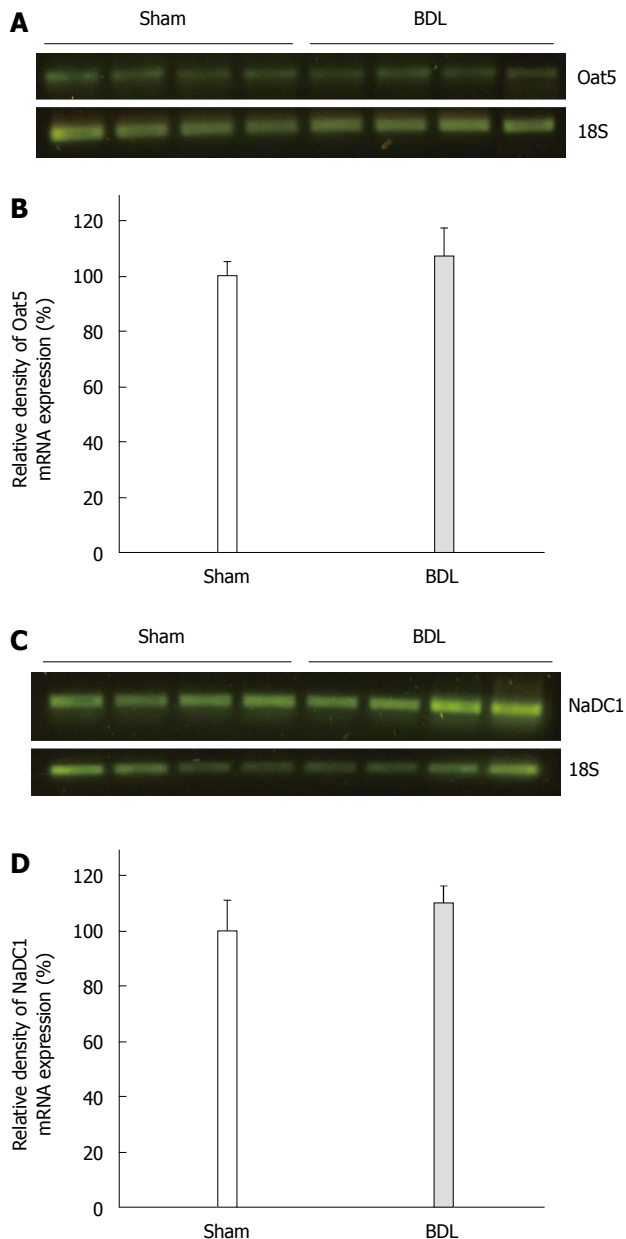 A
Sham BDL
Oat5
18S
B
Relative density of Oat5
mRNA expression (%)
120
100
80
60
40
20
0
Sham BDL
C
Sham BDL
NaDC1
18S
D
Relative density of NaDC1
mRNA expression (%)
120
100
80
60
40
20
0
Sham BDL